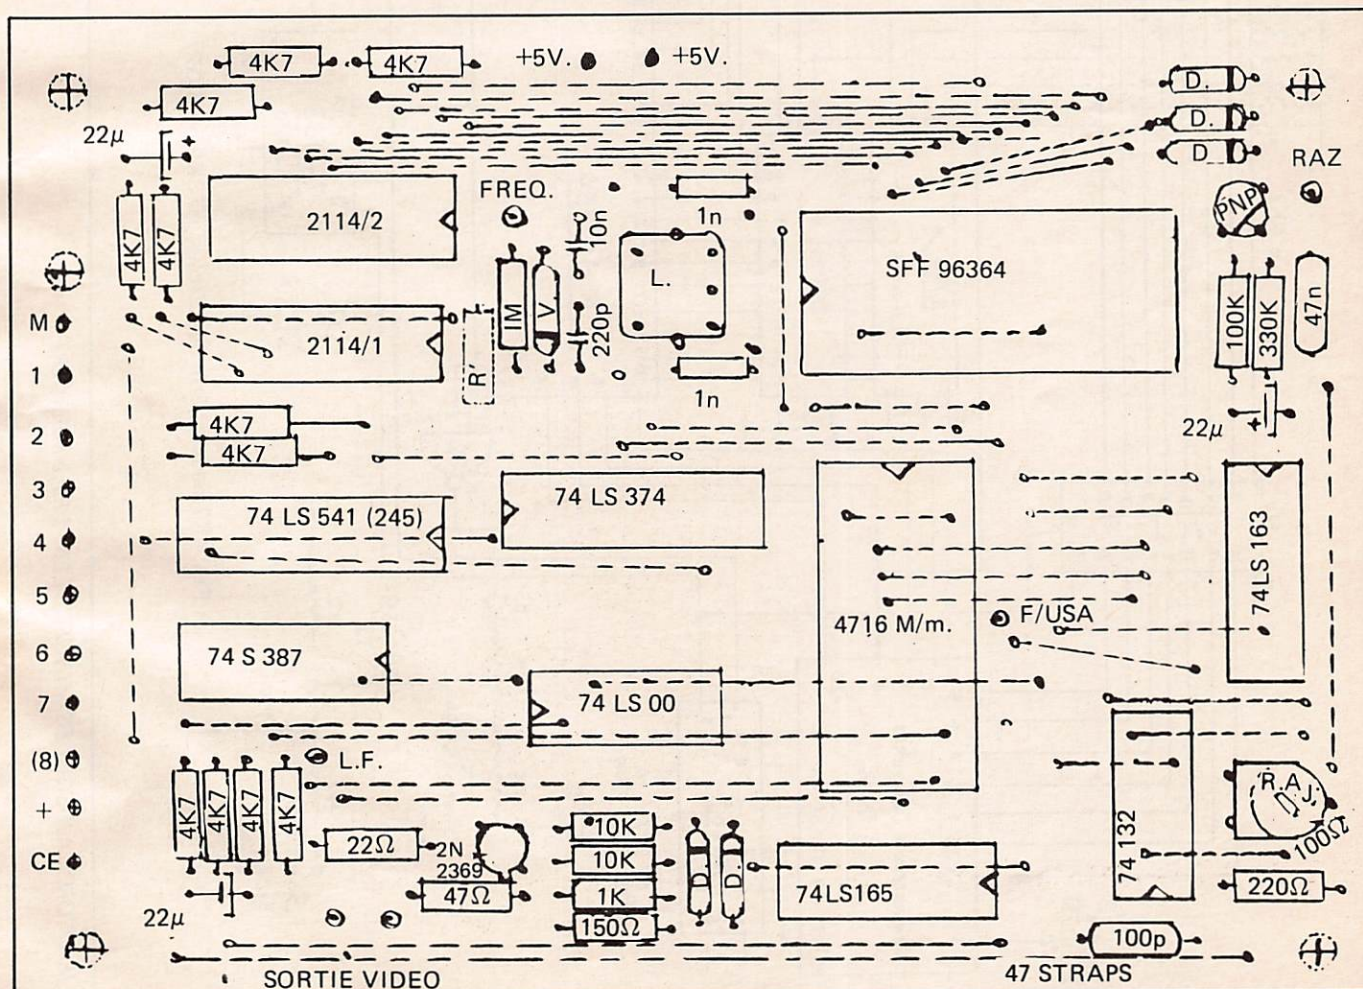 4K7
4K7
+5V.
+5V.
D.
4K7
D.
22µ
+
D
RAZ
FREQ.
1n
PNP
2114/2
10n
4K7
4K7
L.
SFF 96364
M
2114/1
R'
1M
V.
220p
100K
330K
47n
1
1n
2
4K7
22µ
+
4K7
3
74 LS 541 (245)
74 LS 374
74LS 163
4
5
4716 M/m.
F/USA
6
74 S 387
7
74 LS 00
(8)
L.F.
R.AJ.
100Ω
+
4K7
4K7
4K7
4K7
10K
74 132
22Ω
2N
2369
10K
D.
D.
CE
47Ω
1K
74LS165
220Ω
22µ
150Ω
100p
SORTIE VIDEO
47 STRAPS